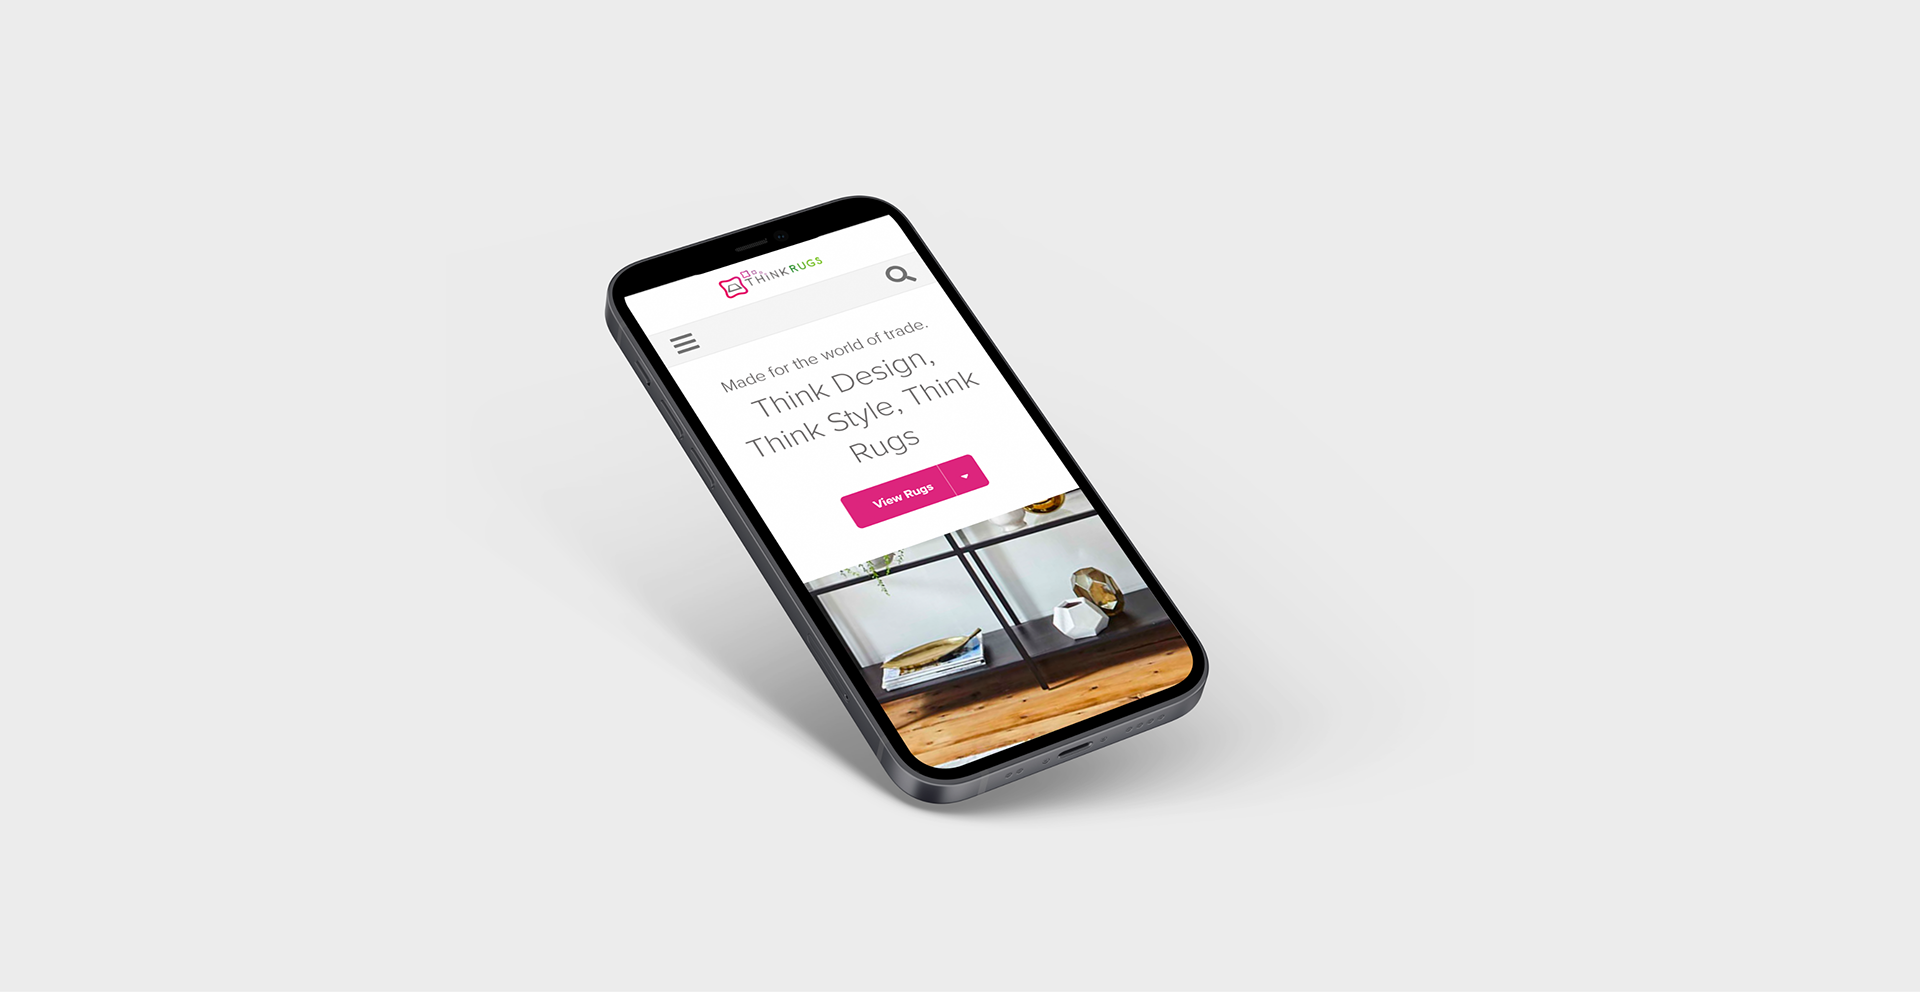 THINK RUGS
Made for the world of trade.
Think Design,
Think Style, Think
Rugs
View Rugs